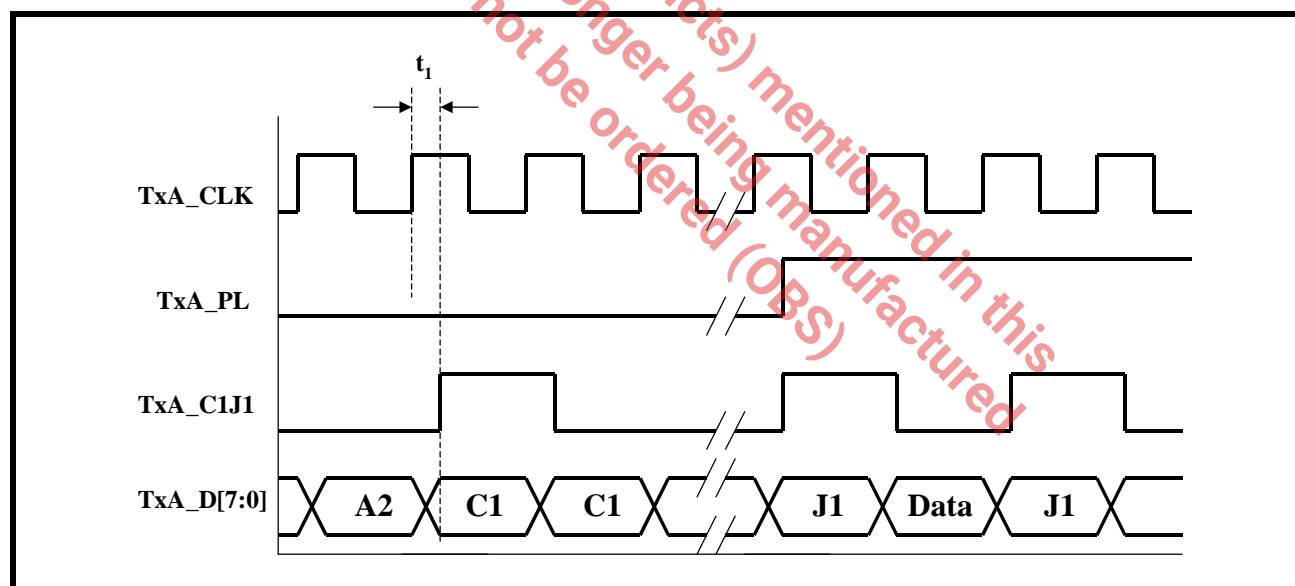 t1
TxA_CLK
TxA_PL
TxA_C1J1
TxA_D[7:0]
A2
C1
C1
J1
Data
J1
cts) mentioned in this
onger being manufactured
not be ordered (OBS)